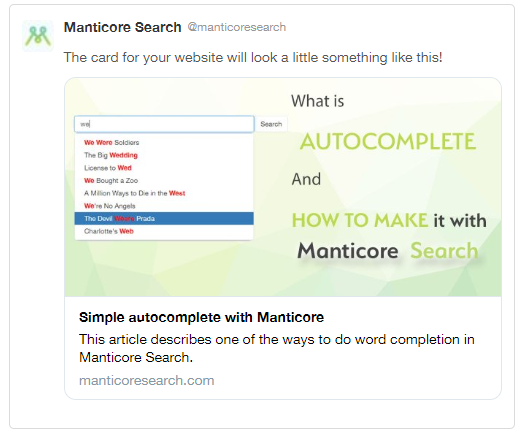 Manticore Search @manticoresearch
The card for your website will look a little something like this!
What is
we
Search
AUTOCOMPLETE
We Were Soldiers
The Big Wedding
License to Wed
We Bought a Zoo
A Million Ways to Die in the West
We're No Angels
The Devil Wears Prada
Charlotte's Web
And
HOW TO MAKE it with
Manticore Search
Simple autocomplete with Manticore
This article describes one of the ways to do word completion in
Manticore Search.
manticoresearch.com